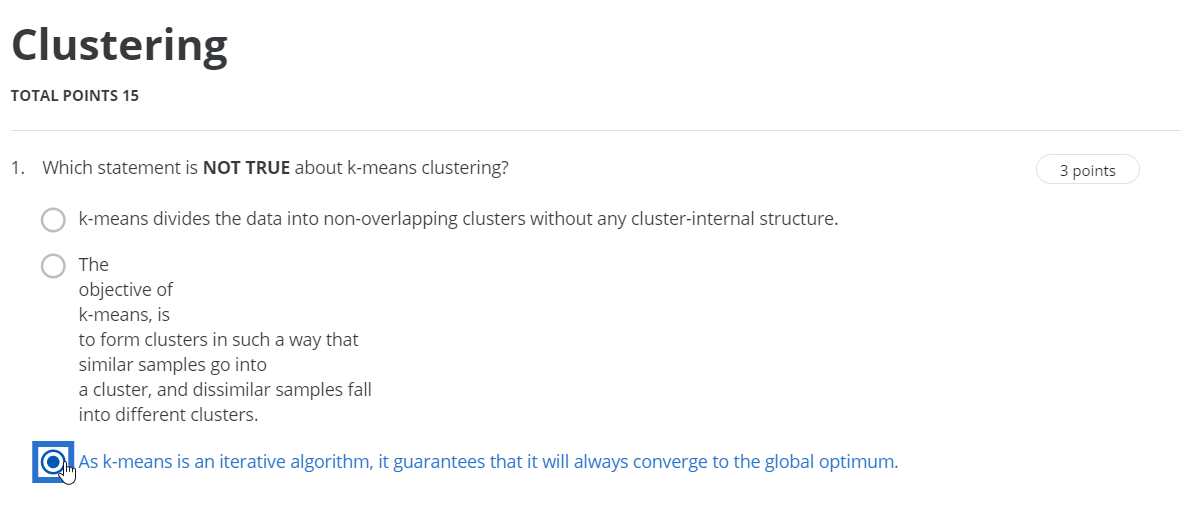 Clustering
TOTAL POINTS 15
1. Which statement is NOT TRUE about k-means clustering?
3 points
k-means divides the data into non-overlapping clusters without any cluster-internal structure.
The
objective of
k-means, is
to form clusters in such a way that
similar samples go into
a cluster, and dissimilar samples fall
into different clusters.
As k-means is an iterative algorithm, it guarantees that it will always converge to the global optimum.